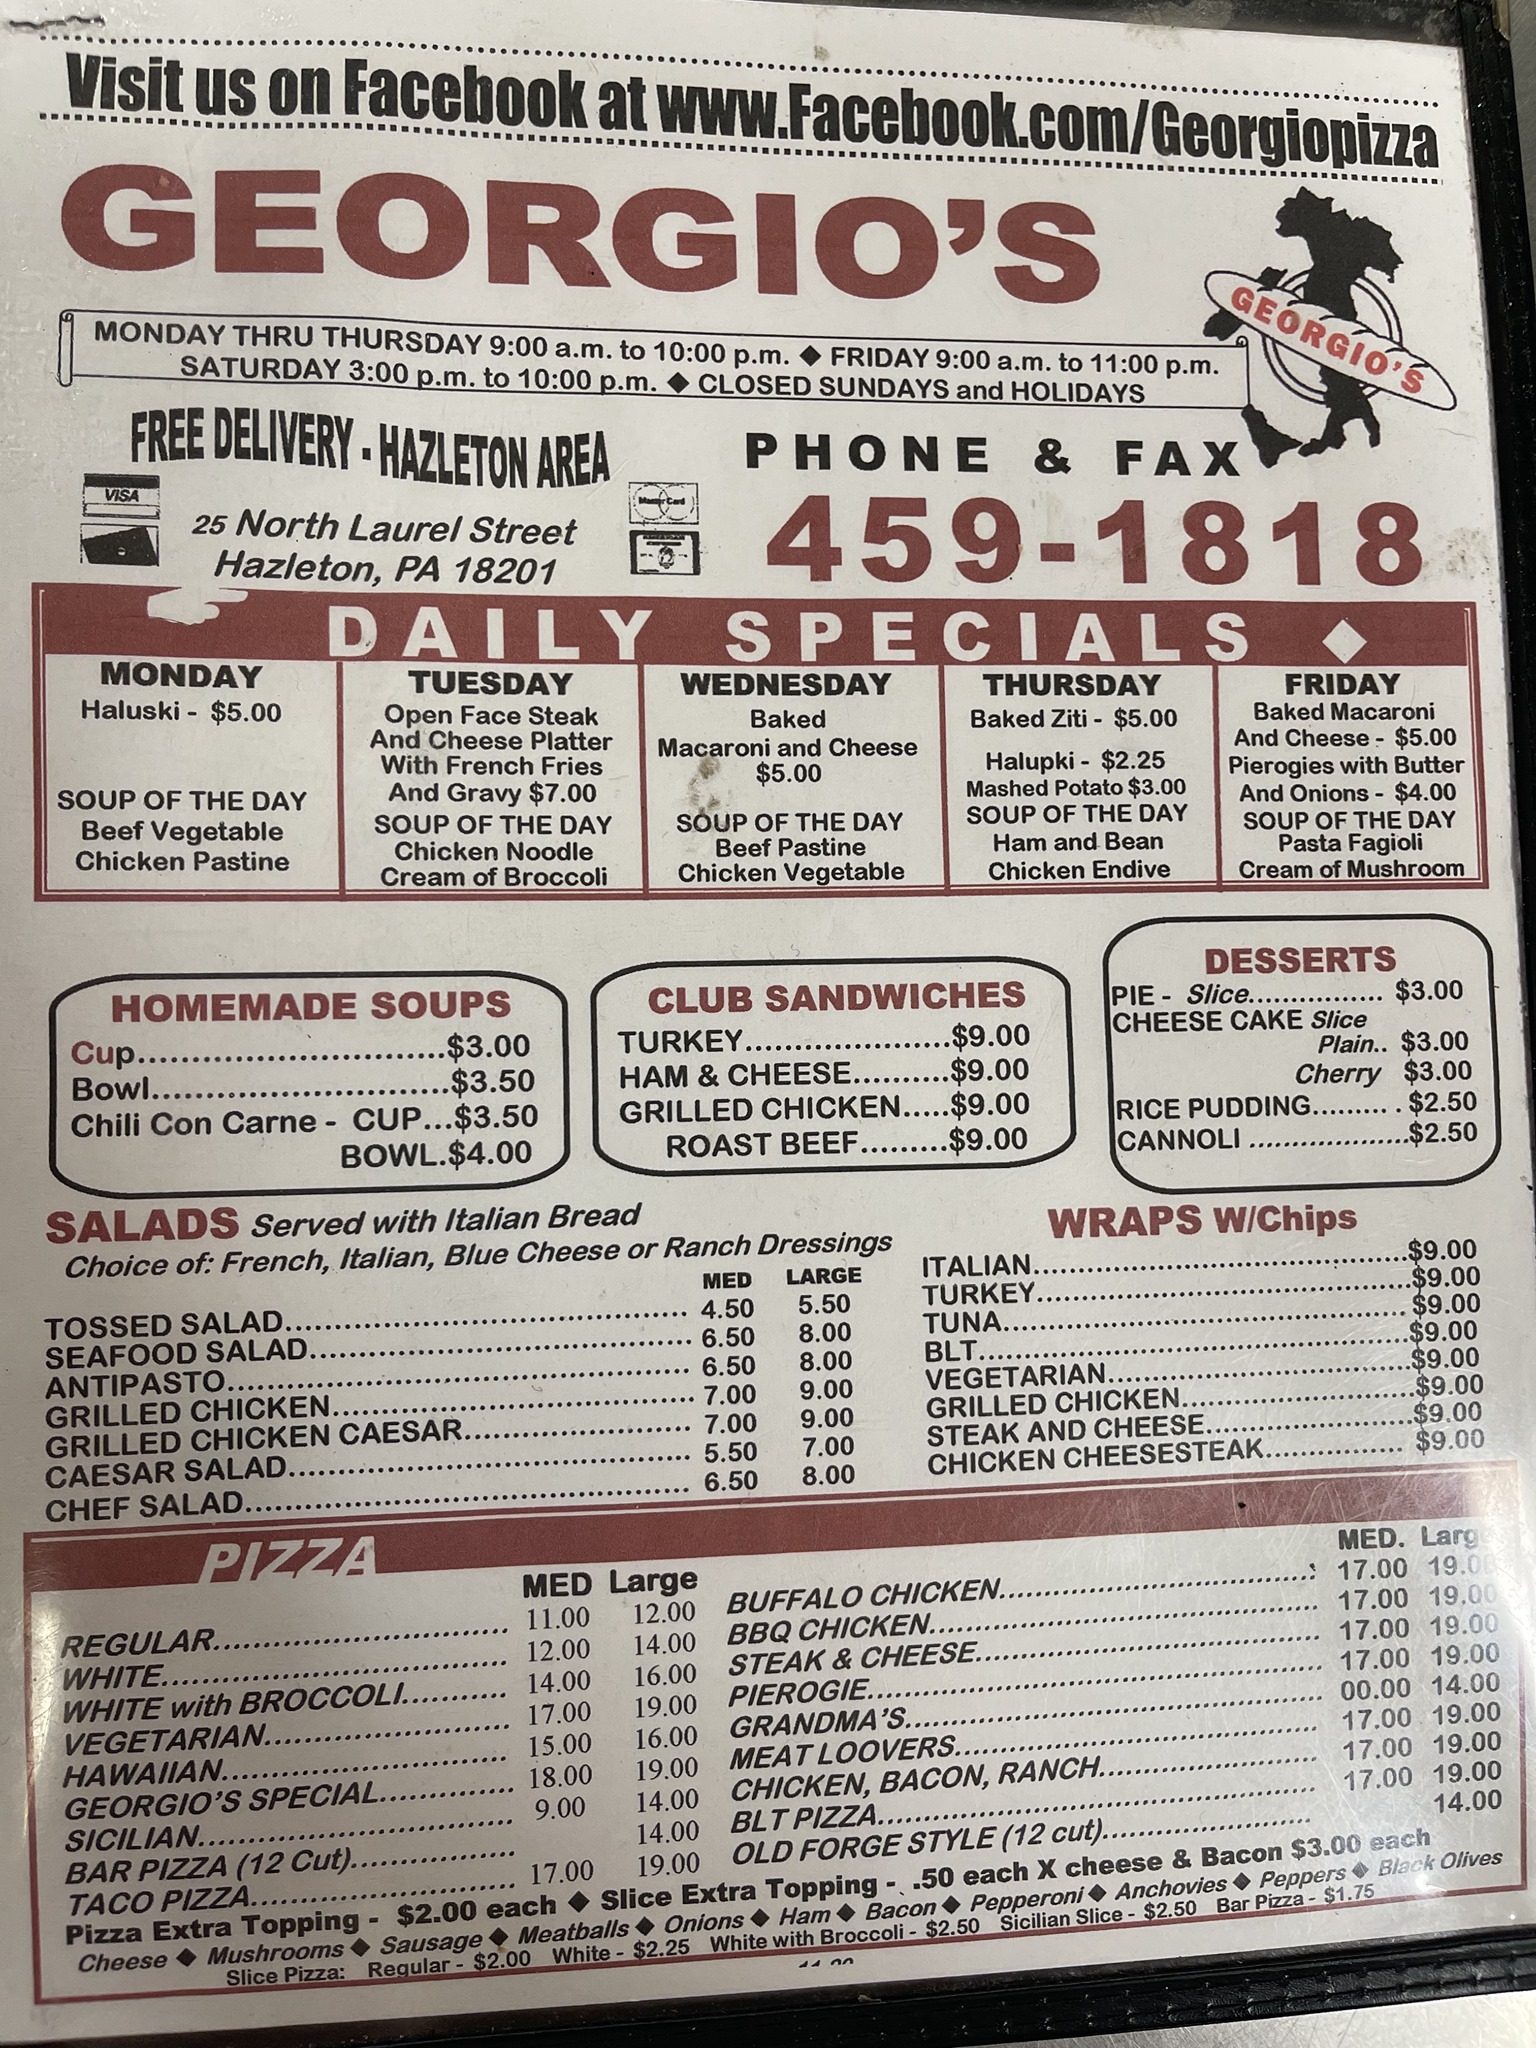 Visit us on Facebook at www.Facebook.com/Georgiopizza
GEORGIO'S
GEORGIO'S
MONDAY THRU THURSDAY 9:00 a.m. to 10:00 p.m. ◆ FRIDAY 9:00 a.m. to 11:00 p.m.
SATURDAY 3:00 p.m. to 10:00 p.m. ◆ CLOSED SUNDAYS and HOLIDAYS
FREE DELIVERY - HAZLETON AREA
VISA
MasterCard
25 North Laurel Street
Hazleton, PA 18201
PHONE & FAX
459-1818
DAILY SPECIALS ◆
MONDAY
Haluski - $5.00
SOUP OF THE DAY
Beef Vegetable
Chicken Pastine
TUESDAY
Open Face Steak
And Cheese Platter
With French Fries
And Gravy $7.00
SOUP OF THE DAY
Chicken Noodle
Cream of Broccoli
WEDNESDAY
Baked
Macaroni and Cheese
$5.00
SOUP OF THE DAY
Beef Pastine
Chicken Vegetable
THURSDAY
Baked Ziti - $5.00
Halupki - $2.25
Mashed Potato $3.00
SOUP OF THE DAY
Ham and Bean
Chicken Endive
FRIDAY
Baked Macaroni
And Cheese - $5.00
Pierogies with Butter
And Onions - $4.00
SOUP OF THE DAY
Pasta Fagioli
Cream of Mushroom
HOMEMADE SOUPS
Cup..............................$3.00
Bowl.............................$3.50
Chili Con Carne - CUP...$3.50
BOWL.$4.00
CLUB SANDWICHES
TURKEY.....................$9.00
HAM & CHEESE..........$9.00
GRILLED CHICKEN.....$9.00
ROAST BEEF.........$9.00
DESSERTS
PIE - Slice................ $3.00
CHEESE CAKE Slice
Plain.. $3.00
Cherry $3.00
RICE PUDDING......... . $2.50
CANNOLI ...................$2.50
SALADS Served with Italian Bread
Choice of: French, Italian, Blue Cheese or Ranch Dressings
MED LARGE
TOSSED SALAD........................................ 4.50 5.50
SEAFOOD SALAD...................................... 6.50 8.00
ANTIPASTO.............................................. 6.50 8.00
GRILLED CHICKEN.................................... 7.00 9.00
GRILLED CHICKEN CAESAR....................... 7.00 9.00
CAESAR SALAD........................................ 5.50 7.00
CHEF SALAD............................................ 6.50 8.00
WRAPS W/Chips
ITALIAN.....................................$9.00
TURKEY.....................................$9.00
TUNA........................................ $9.00
BLT..........................................$9.00
VEGETARIAN..............................$9.00
GRILLED CHICKEN.......................$9.00
STEAK AND CHEESE....................$9.00
CHICKEN CHEESESTEAK.............. $9.00
PIZZA
MED Large
REGULAR.............................. 11.00 12.00
WHITE................................... 12.00 14.00
WHITE with BROCCOLI........... 14.00 16.00
VEGETARIAN......................... 17.00 19.00
HAWAIIAN............................. 15.00 16.00
GEORGIO'S SPECIAL.............. 18.00 19.00
SICILIAN................................ 9.00 14.00
BAR PIZZA (12 Cut)................ 14.00
TACO PIZZA........................... 17.00 19.00
MED. Large
BUFFALO CHICKEN................................ 17.00 19.00
BBQ CHICKEN....................................... 17.00 19.00
STEAK & CHEESE.................................. 17.00 19.00
PIEROGIE.............................................. 17.00 19.00
GRANDMA'S......................................... 00.00 14.00
MEAT LOOVERS.................................... 17.00 19.00
CHICKEN, BACON, RANCH...................... 17.00 19.00
BLT PIZZA............................................ 17.00 19.00
OLD FORGE STYLE (12 cut)..................... 14.00
Pizza Extra Topping - $2.00 each ◆ Slice Extra Topping - .50 each X cheese & Bacon $3.00 each
Cheese ◆ Mushrooms ◆ Sausage ◆ Meatballs ◆ Onions ◆ Ham ◆ Bacon ◆ Pepperoni ◆ Anchovies ◆ Peppers ◆ Black Olives
Slice Pizza: Regular - $2.00 White - $2.25 White with Broccoli - $2.50 Sicilian Slice - $2.50 Bar Pizza - $1.75